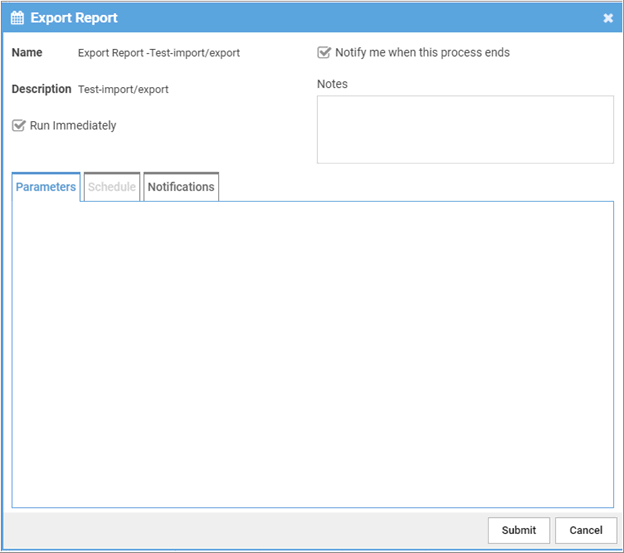 Export Report
Name Export Report -Test-import/export
Notify me when this process ends
Description Test-import/export
Notes
Run Immediately
Parameters Schedule Notifications
Submit Cancel